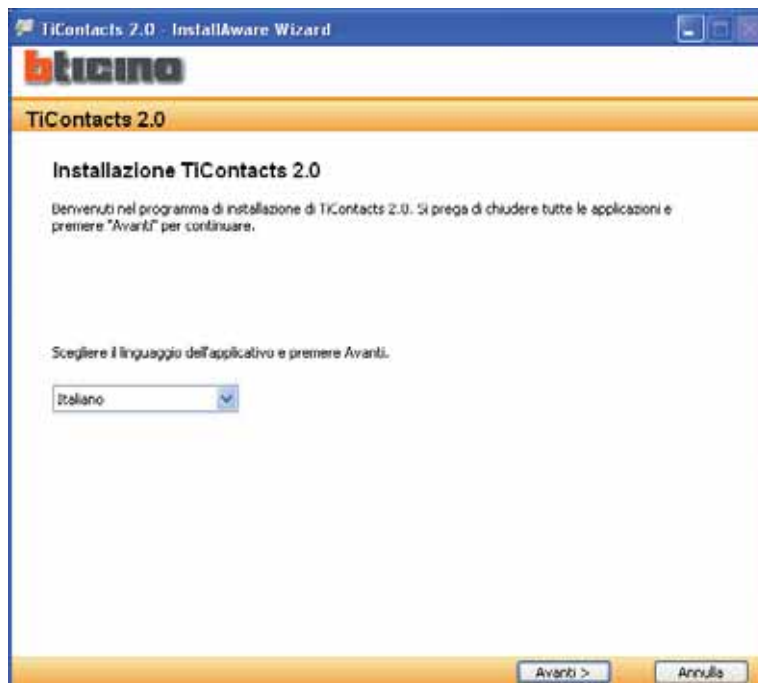 TiContacts 2.0 - InstallAware Wizard
bticino
TiContacts 2.0
Installazione TiContacts 2.0
Benvenuti nel programma di installazione di TiContacts 2.0. Si prega di chiudere tutte le applicazioni e
premere "Avanti" per continuare.
Scegliere il linguaggio dell'applicativo e premere Avanti.
Italiano
Avanti >
Annulla